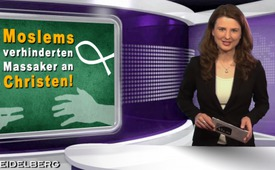 Moslems
verhinderten
Massaker an
Christen!
EIDELBERG